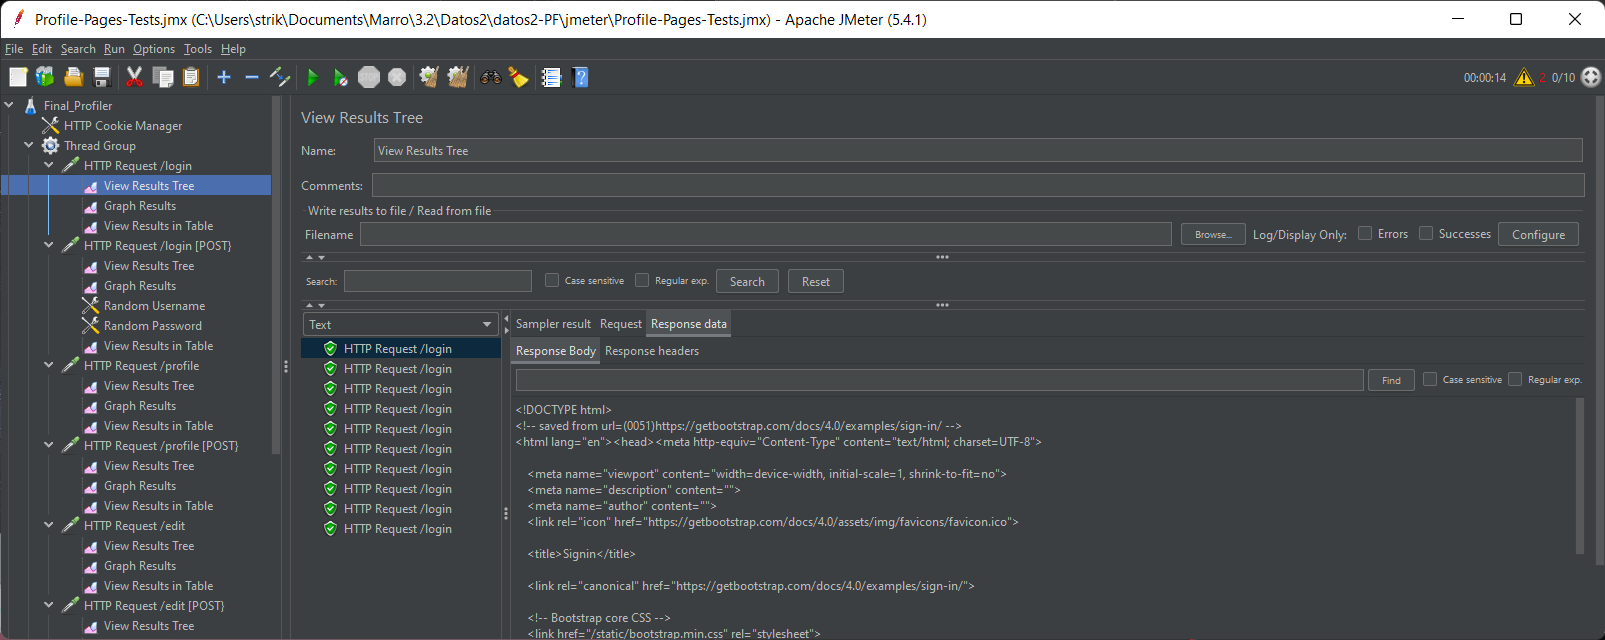 Profile-Pages-Tests.jmx (C:\Users\strik\Documents\Marro\3.2\Datos2\datos2-PF\jmeter\Profile-Pages-Tests.jmx) - Apache JMeter (5.4.1)
File Edit Search Run Options Tools Help
STOP
00:00:14 2 0/10
Final_Profiler
HTTP Cookie Manager
Thread Group
HTTP Request /login
View Results Tree
Graph Results
View Results in Table
HTTP Request /login [POST}
View Results Tree
Graph Results
Random Username
Random Password
View Results in Table
HTTP Request /profile
View Results Tree
Graph Results
View Results in Table
HTTP Request /profile [POST}
View Results Tree
Graph Results
View Results in Table
HTTP Request /edit
View Results Tree
Graph Results
View Results in Table
HTTP Request /edit [POST}
View Results Tree
View Results Tree
Name: View Results Tree
Comments:
Write results to file / Read from file
Filename Browse... Log/Display Only: Errors Successes Configure
Search: Case sensitive Regular exp. Search Reset
Text
HTTP Request /login
HTTP Request /login
HTTP Request /login
HTTP Request /login
HTTP Request /login
HTTP Request /login
HTTP Request /login
HTTP Request /login
HTTP Request /login
HTTP Request /login
Sampler result Request Response data
Response Body Response headers
Find Case sensitive Regular exp.
<!DOCTYPE html>
<!-- saved from url=(0051)https://getbootstrap.com/docs/4.0/examples/sign-in/ -->
<html lang="en"><head><meta http-equiv="Content-Type" content="text/html; charset=UTF-8">
<meta name="viewport" content="width=device-width, initial-scale=1, shrink-to-fit=no">
<meta name="description" content="">
<meta name="author" content="">
<link rel="icon" href="https://getbootstrap.com/docs/4.0/assets/img/favicons/favicon.ico">
<title>Signin</title>
<link rel="canonical" href="https://getbootstrap.com/docs/4.0/examples/sign-in/">
<!-- Bootstrap core CSS -->
<link href="/static/bootstrap.min.css" rel="stylesheet">